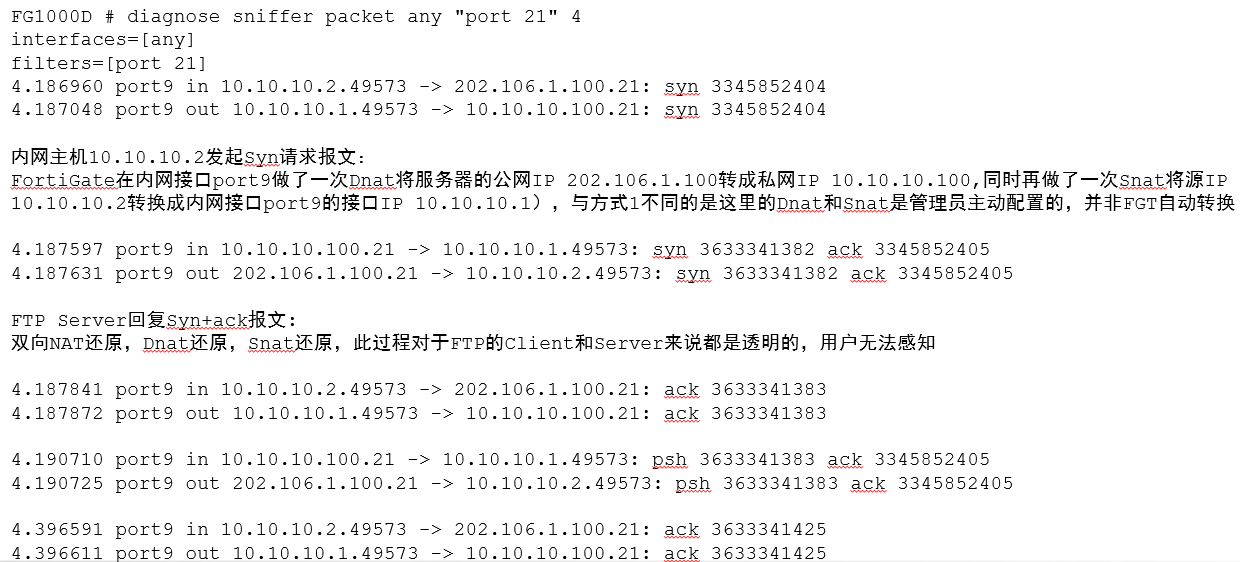 FG1000D # diagnose sniffer packet any "port 21" 4
interfaces=[any]
filters=[port 21]
4.186960 port9 in 10.10.10.2.49573 -> 202.106.1.100.21: syn 3345852404
4.187048 port9 out 10.10.10.1.49573 -> 10.10.10.100.21: syn 3345852404
内网主机10.10.10.2发起Syn请求报文：
FortiGate在内网接口port9做了一次Dnat将服务器的公网IP 202.106.1.100转成私网IP 10.10.10.100,同时再做了一次Snat将源IP
10.10.10.2转换成内网接口port9的接口IP 10.10.10.1），与方式1不同的是这里的Dnat和Snat是管理员主动配置的，并非FGT自动转换
4.187597 port9 in 10.10.10.100.21 -> 10.10.10.1.49573: syn 3633341382 ack 3345852405
4.187631 port9 out 202.106.1.100.21 -> 10.10.10.2.49573: syn 3633341382 ack 3345852405
FTP Server回复Syn+ack报文：
双向NAT还原，Dnat还原，Snat还原，此过程对于FTP的Client和Server来说都是透明的，用户无法感知
4.187841 port9 in 10.10.10.2.49573 -> 202.106.1.100.21: ack 3633341383
4.187872 port9 out 10.10.10.1.49573 -> 10.10.10.100.21: ack 3633341383
4.190710 port9 in 10.10.10.100.21 -> 10.10.10.1.49573: psh 3633341383 ack 3345852405
4.190725 port9 out 202.106.1.100.21 -> 10.10.10.2.49573: psh 3633341383 ack 3345852405
4.396591 port9 in 10.10.10.2.49573 -> 202.106.1.100.21: ack 3633341425
4.396611 port9 out 10.10.10.1.49573 -> 10.10.10.100.21: ack 3633341425